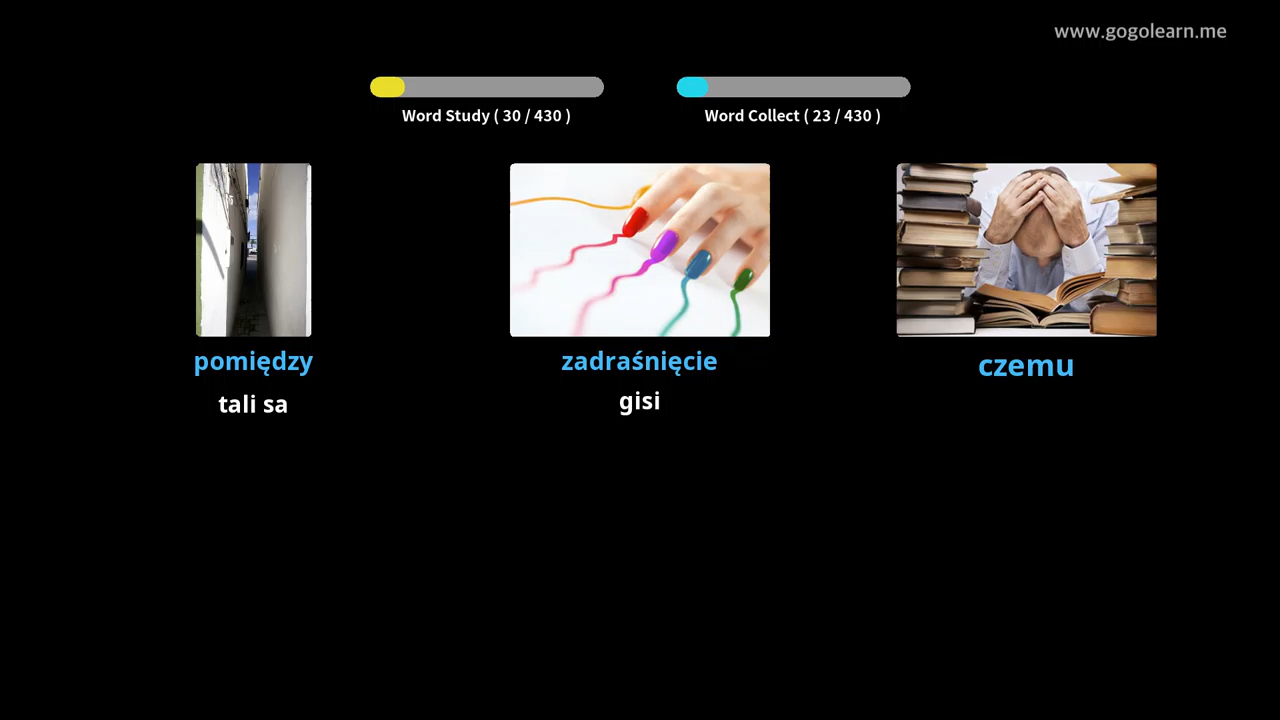 www.gogolearn.me
Word Study ( 30 / 430 )
Word Collect ( 23 / 430 )
pomiędzy
tali sa
zadraśnięcie
gisi
czemu